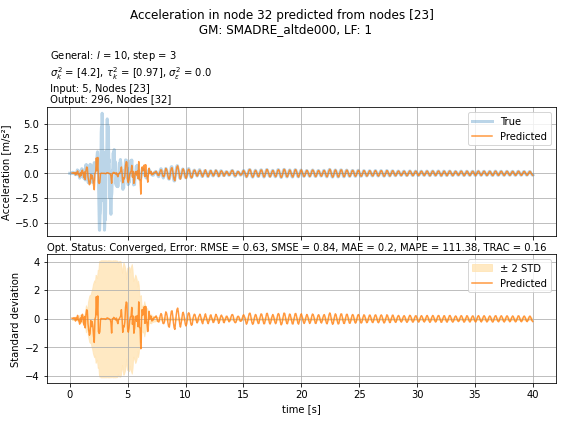 Acceleration in node 32 predicted from nodes [23]
GM: SMADRE_altde000, LF: 1
General: l = 10, step = 3
σ²ₖ = [4.2], τ²ₖ = [0.97], σ²ε = 0.0
Input: 5, Nodes [23]
Output: 296, Nodes [32]
Acceleration [m/s²]
5.0
2.5
0.0
−2.5
−5.0
True
Predicted
Opt. Status: Converged, Error: RMSE = 0.63, SMSE = 0.84, MAE = 0.2, MAPE = 111.38, TRAC = 0.16
Standard deviation
4
2
0
−2
−4
± 2 STD
Predicted
0 5 10 15 20 25 30 35 40
time [s]